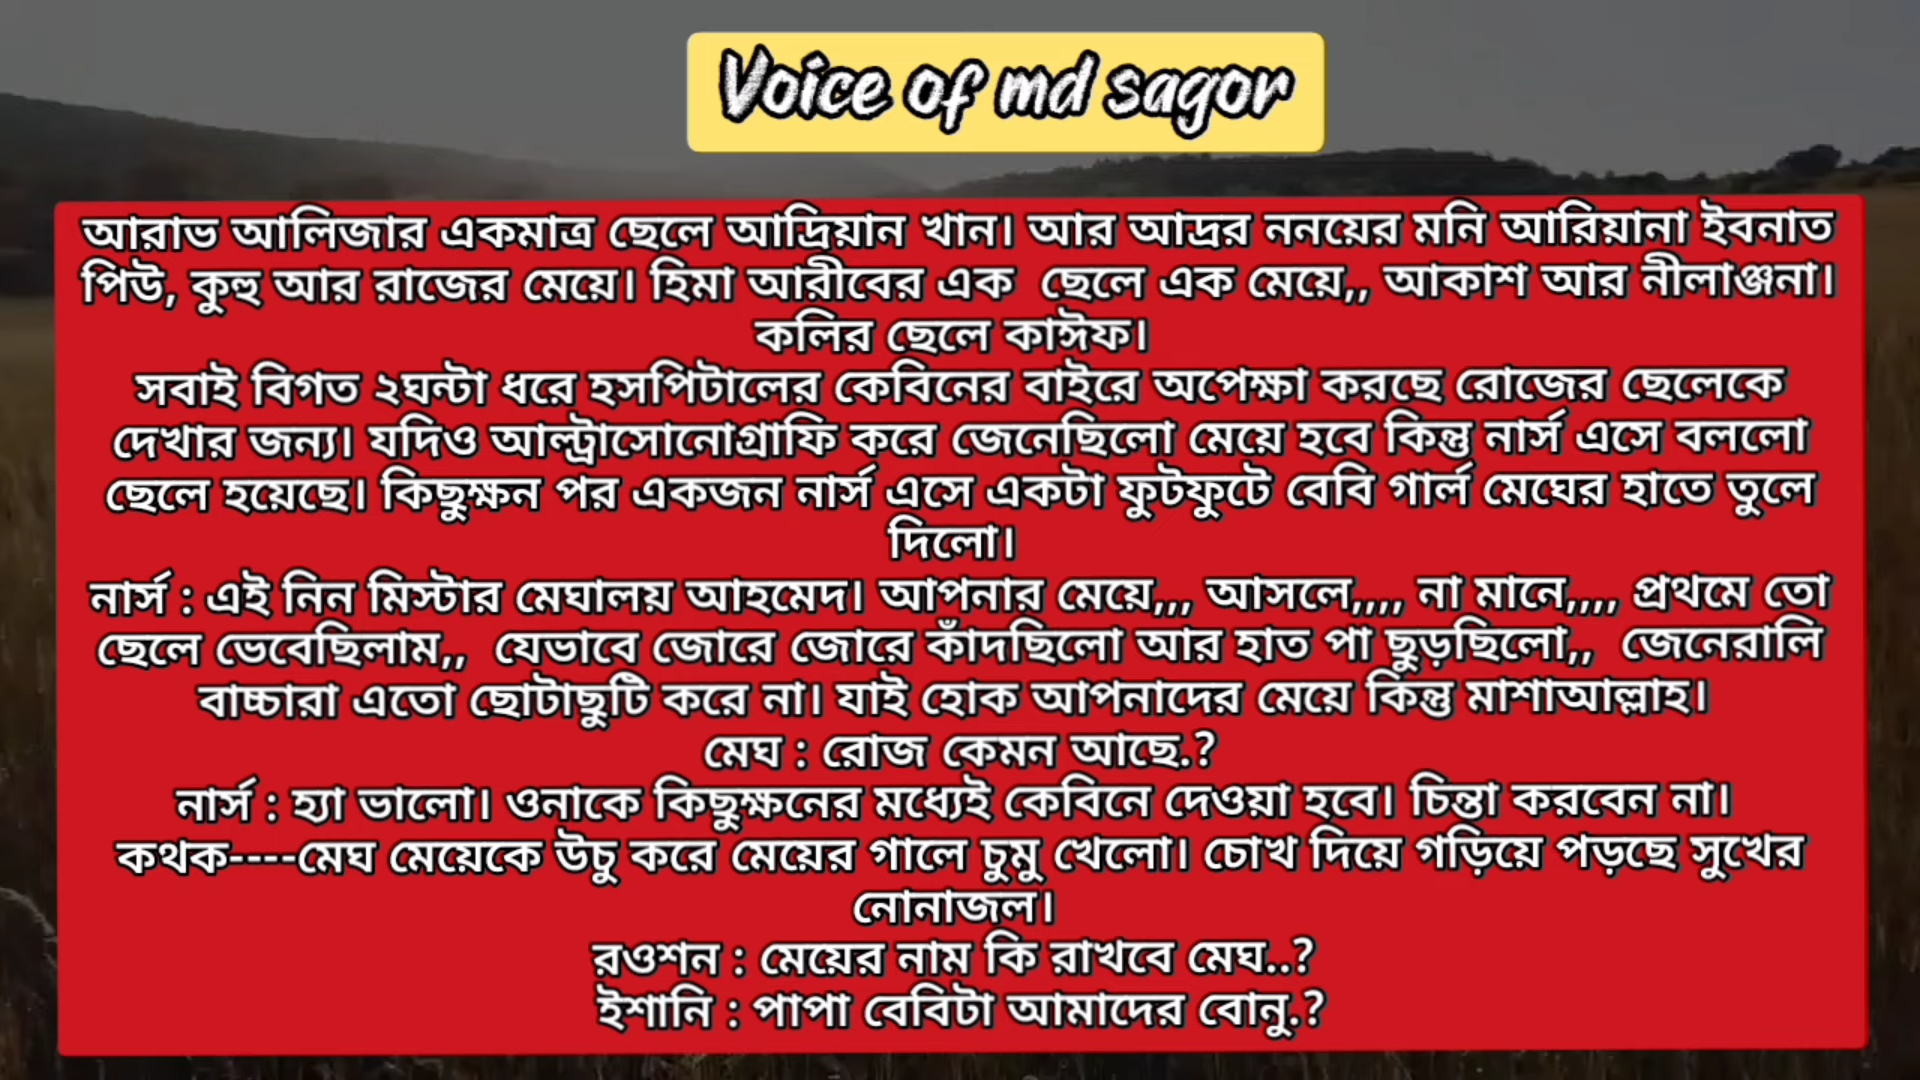 Voice of md sagor
আরাভ আলিজার একমাত্র ছেলে আদ্রিয়ান খান। আর আদ্রর ননয়ের মনি আরিয়ানা ইবনাত
পিউ, কুহু আর রাজের মেয়ে। হিমা আরীবের এক ছেলে এক মেয়ে,, আকাশ আর নীলাঞ্জনা।
কলির ছেলে কাঈফ।
সবাই বিগত ২ঘন্টা ধরে হসপিটালের কেবিনের বাইরে অপেক্ষা করছে রোজের ছেলেকে
দেখার জন্য। যদিও আল্ট্রাসোনোগ্রাফি করে জেনেছিলো মেয়ে হবে কিন্তু নার্স এসে বললো
ছেলে হয়েছে। কিছুক্ষন পর একজন নার্স এসে একটা ফুটফুটে বেবি গার্ল মেঘের হাতে তুলে
দিলো।
নার্স : এই নিন মিস্টার মেঘালয় আহমেদ। আপনার মেয়ে,,, আসলে,,,, না মানে,,,, প্রথমে তো
ছেলে ভেবেছিলাম,, যেভাবে জোরে জোরে কাঁদছিলো আর হাত পা ছুড়ছিলো,, জেনেরালি
বাচ্চারা এতো ছোটাছুটি করে না। যাই হোক আপনাদের মেয়ে কিন্তু মাশাআল্লাহ।
মেঘ : রোজ কেমন আছে.?
নার্স : হ্যা ভালো। ওনাকে কিছুক্ষনের মধ্যেই কেবিনে দেওয়া হবে। চিন্তা করবেন না।
কথক----মেঘ মেয়েকে উচু করে মেয়ের গালে চুমু খেলো। চোখ দিয়ে গড়িয়ে পড়ছে সুখের
নোনাজল।
রওশন : মেয়ের নাম কি রাখবে মেঘ..?
ইশানি : পাপা বেবিটা আমাদের বোনু.?